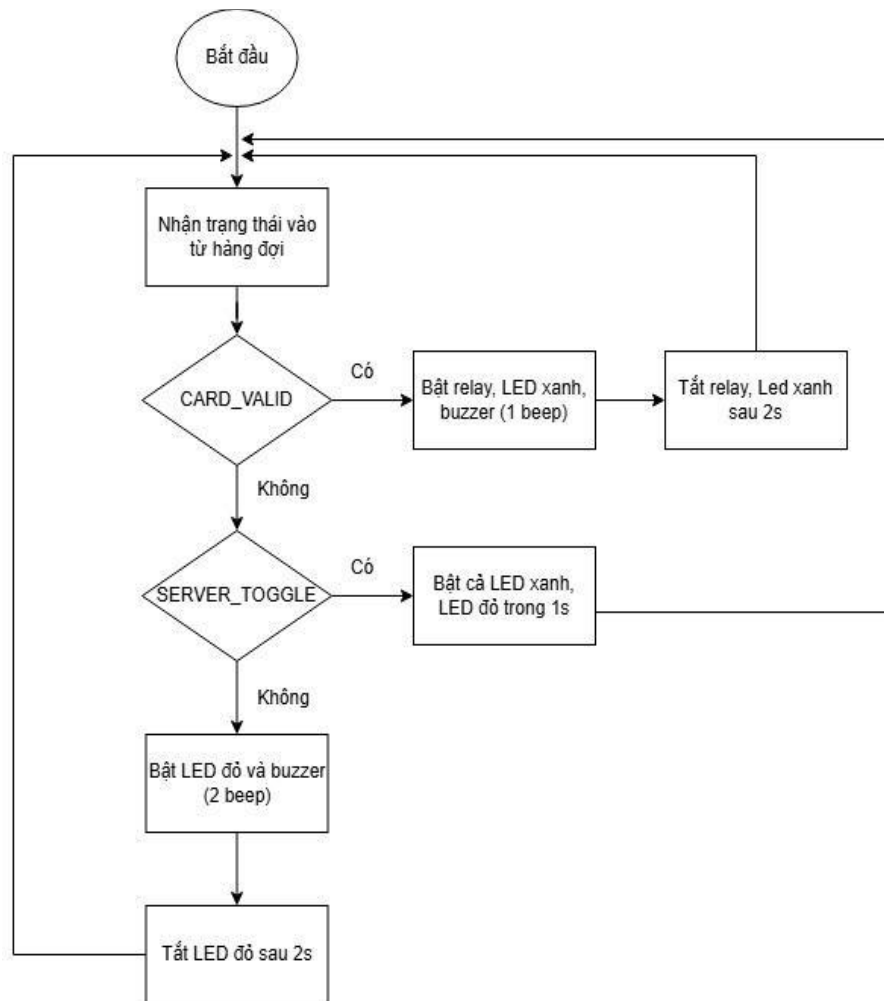 Bắt đầu
Nhận trạng thái vào
từ hàng đợi
CARD_VALID
Có
Bật relay, LED xanh,
buzzer (1 beep)
Tắt relay, Led xanh
sau 2s
Không
SERVER_TOGGLE
Có
Bật cả LED xanh,
LED đỏ trong 1s
Không
Bật LED đỏ và buzzer
(2 beep)
Tắt LED đỏ sau 2s